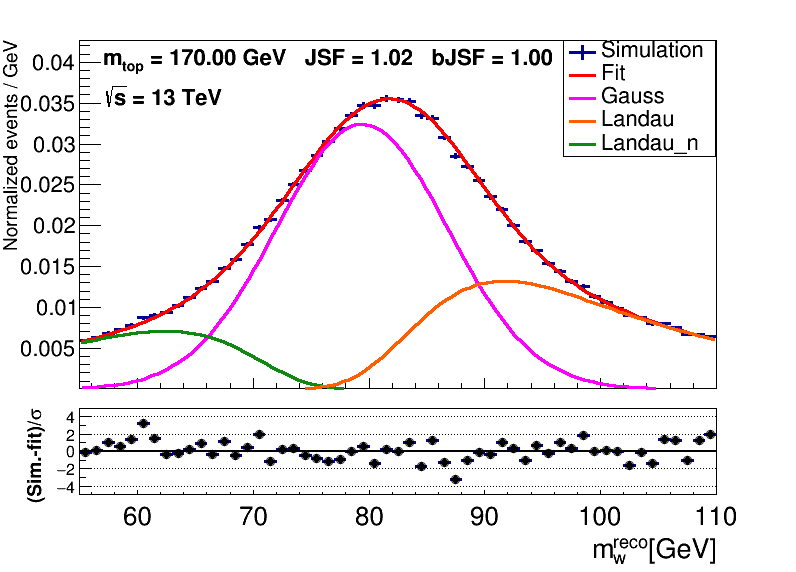 m_top = 170.00 GeV   JSF = 1.02   bJSF = 1.00
√s = 13 TeV
Simulation
Fit
Gauss
Landau
Landau_n
Normalized events / GeV
0.04
0.035
0.03
0.025
0.02
0.015
0.01
0.005
(Sim.-fit)/σ
4
2
0
−2
−4
60 70 80 90 100 110
m_w^reco[GeV]